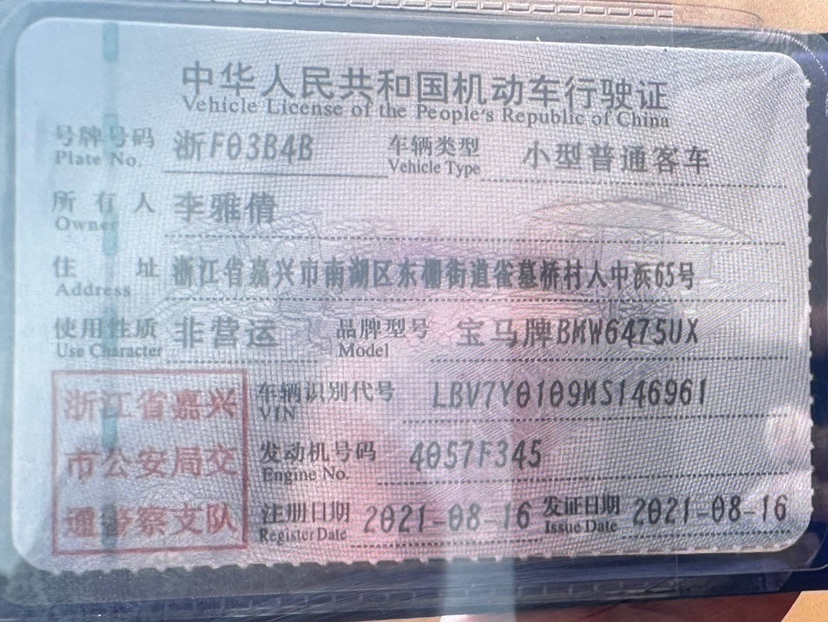 中华人民共和国机动车行驶证
Vehicle License of the People's Republic of China
号牌号码 浙F03B4B 车辆类型 小型普通客车
Plate No. Vehicle Type
所有人 李雅倩
Owner
住址 浙江省嘉兴市南湖区东栅街道雀墓桥村人中浜65号
Address
使用性质 非营运 品牌型号 宝马牌BMW6475UX
Use Character Model
浙江省嘉兴 车辆识别代号 LBV7Y0109MS146961
VIN
市公安局交 发动机号码 4057F345
Engine No.
通警察支队 注册日期 2021-08-16 发证日期 2021-08-16
Register Date Issue Date